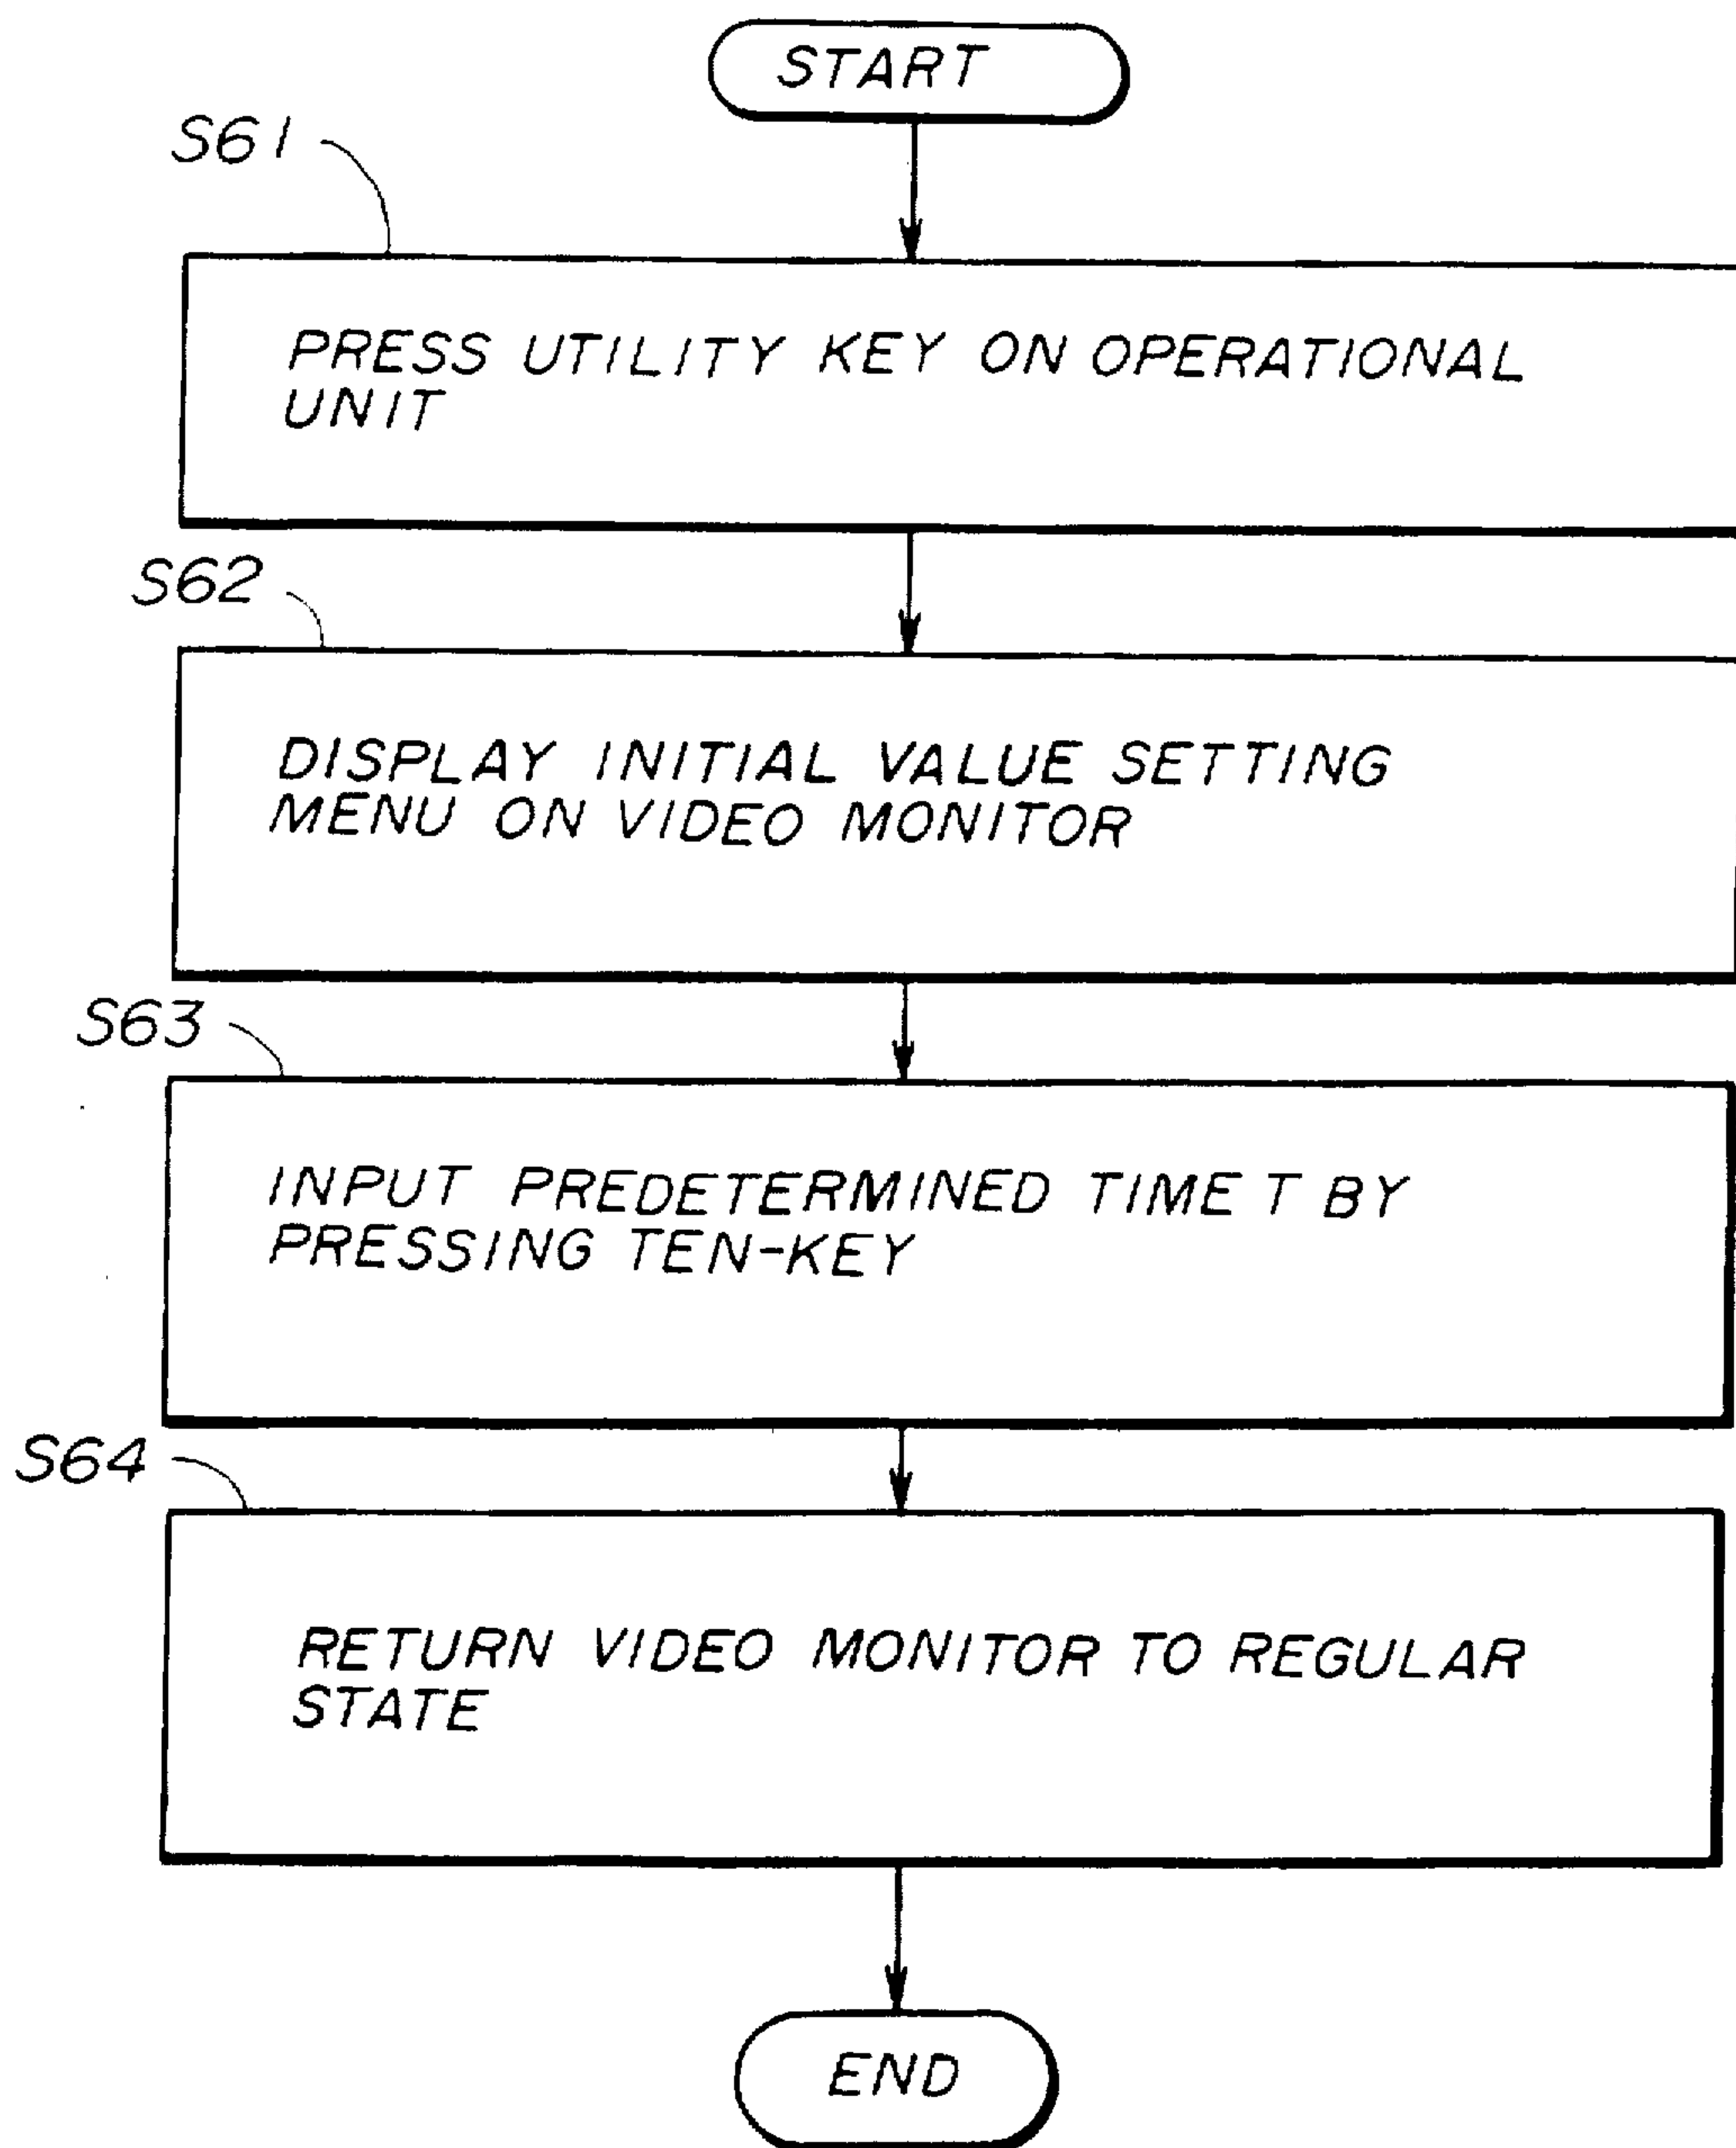 START
S61
PRESS UTILITY KEY ON OPERATIONAL
UNIT
S62
DISPLAY INITIAL VALUE SETTING
MENU ON VIDEO MONITOR
S63
INPUT PREDETERMINED TIME T BY
PRESSING TEN-KEY
S64
RETURN VIDEO MONITOR TO REGULAR
STATE
END